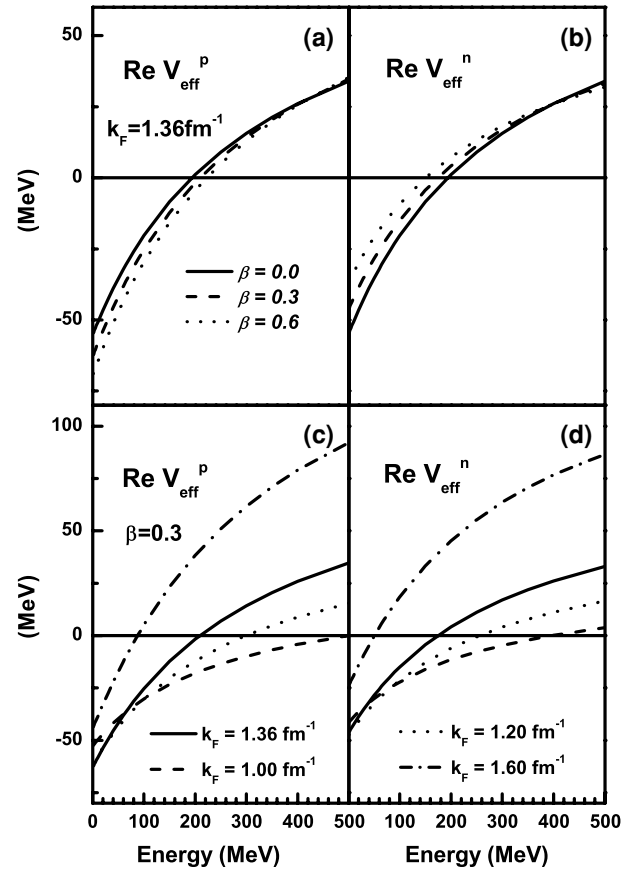 50
0
-50
(MeV)
(a)
Re V_eff^p
k_F=1.36fm^-1
β = 0.0
β = 0.3
β = 0.6
(b)
Re V_eff^n
100
50
0
-50
(MeV)
(c)
Re V_eff^p
β=0.3
k_F = 1.36 fm^-1
k_F = 1.00 fm^-1
(d)
Re V_eff^n
k_F = 1.20 fm^-1
k_F = 1.60 fm^-1
0 100 200 300 400 500 100 200 300 400 500
Energy (MeV) Energy (MeV)